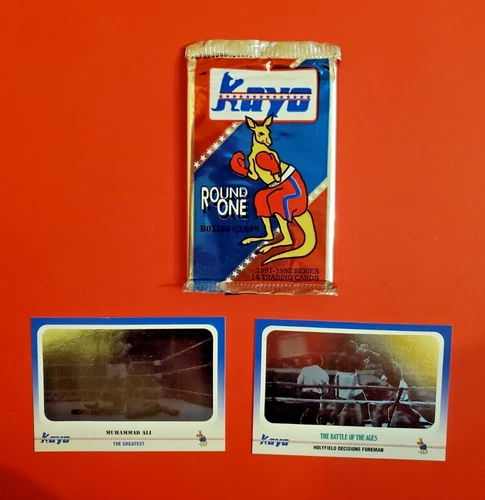 Kayo
ROUND
ONE
BOXING CARDS
1991-1992 SERIES
14 TRADING CARDS
MUHAMMAD ALI
Kayo
THE GREATEST
THE BATTLE OF THE AGES
Kayo
HOLYFIELD DECISIONS FOREMAN